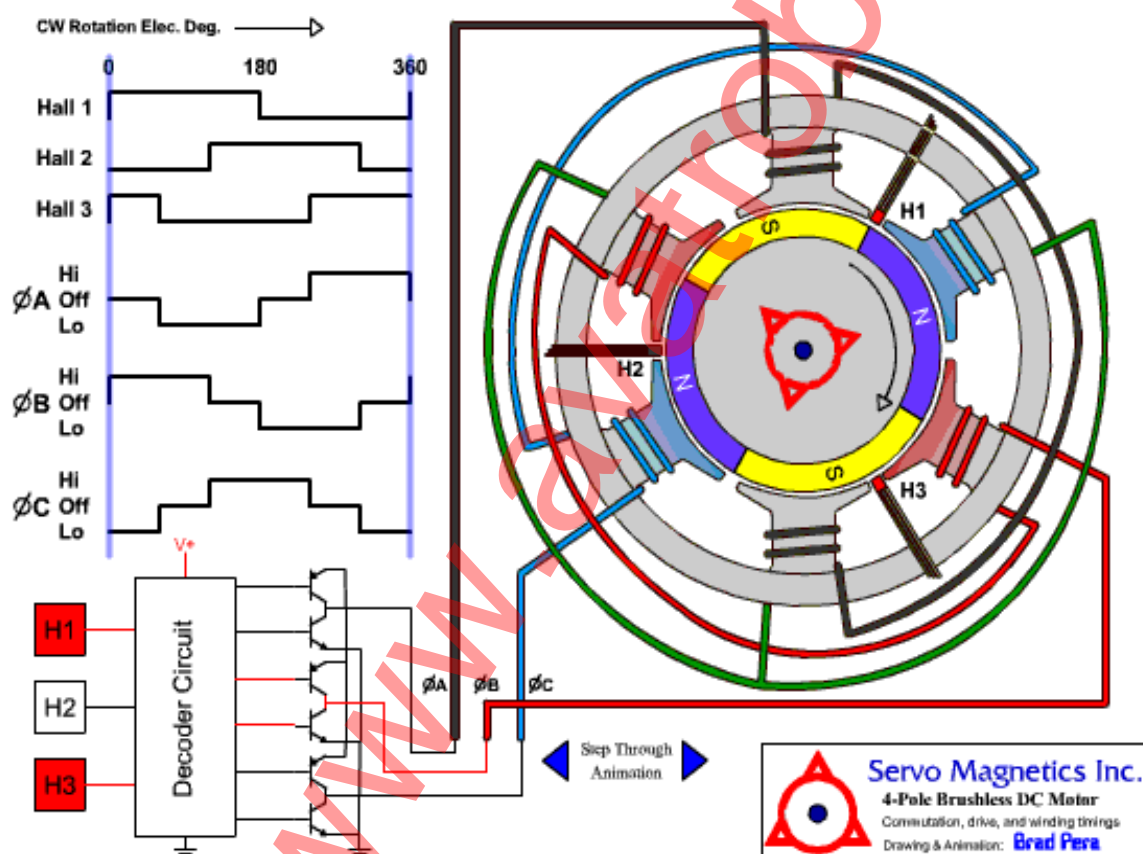 CW Rotation Elec. Deg.
0 180 360
Hall 1
Hall 2
Hall 3
Hi
ØA Off
Lo
Hi
ØB Off
Lo
Hi
ØC Off
Lo
V+
H1
H2
H3
Decoder Circuit
ØA ØB ØC
H1
H2
H3
S
N
N
S
Step Through
Animation
Servo Magnetics Inc.
4-Pole Brushless DC Motor
Commutation, drive, and winding timings
Drawing & Animation: Brad Pera
www.avatrob